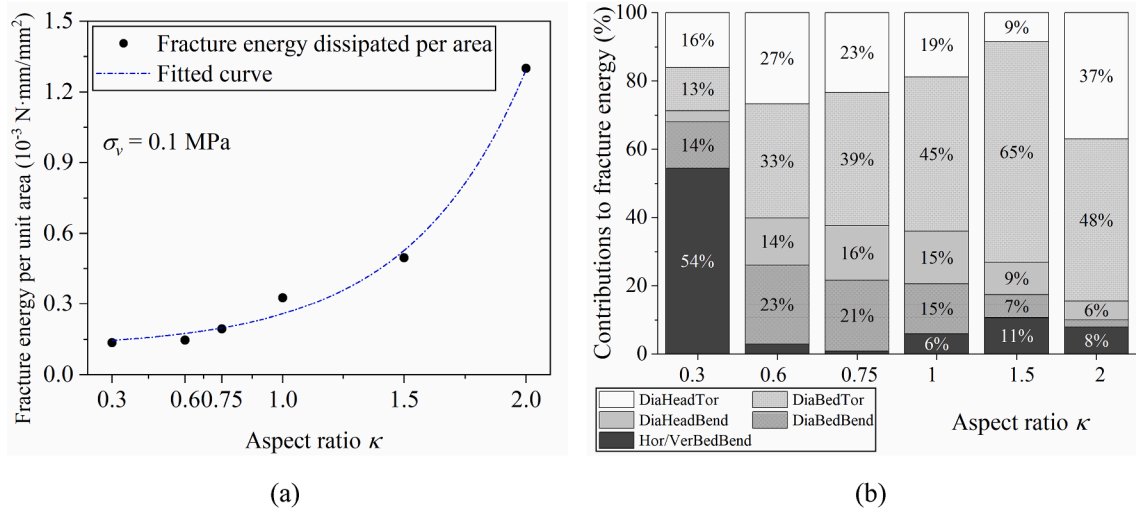 (a)
Fracture energy per unit area (10⁻³ N·mm/mm²)
1.5
1.2
0.9
0.6
0.3
0.0
Fracture energy dissipated per area
Fitted curve
σᵥ = 0.1 MPa
0.3 0.6 0.75 1.0 1.5 2.0
Aspect ratio κ
(a)
(b)
Contributions to fracture energy (%)
100
80
60
40
20
0
16% 27% 23% 19% 9% 37%
13% 33% 39% 45% 65% 48%
14% 16% 15% 9% 6%
14% 23% 21% 15% 7%
54% 6% 11% 8%
0.3 0.6 0.75 1 1.5 2
DiaHeadTor DiaBedTor
DiaHeadBend DiaBedBend
Hor/VerBedBend
Aspect ratio κ
(b)